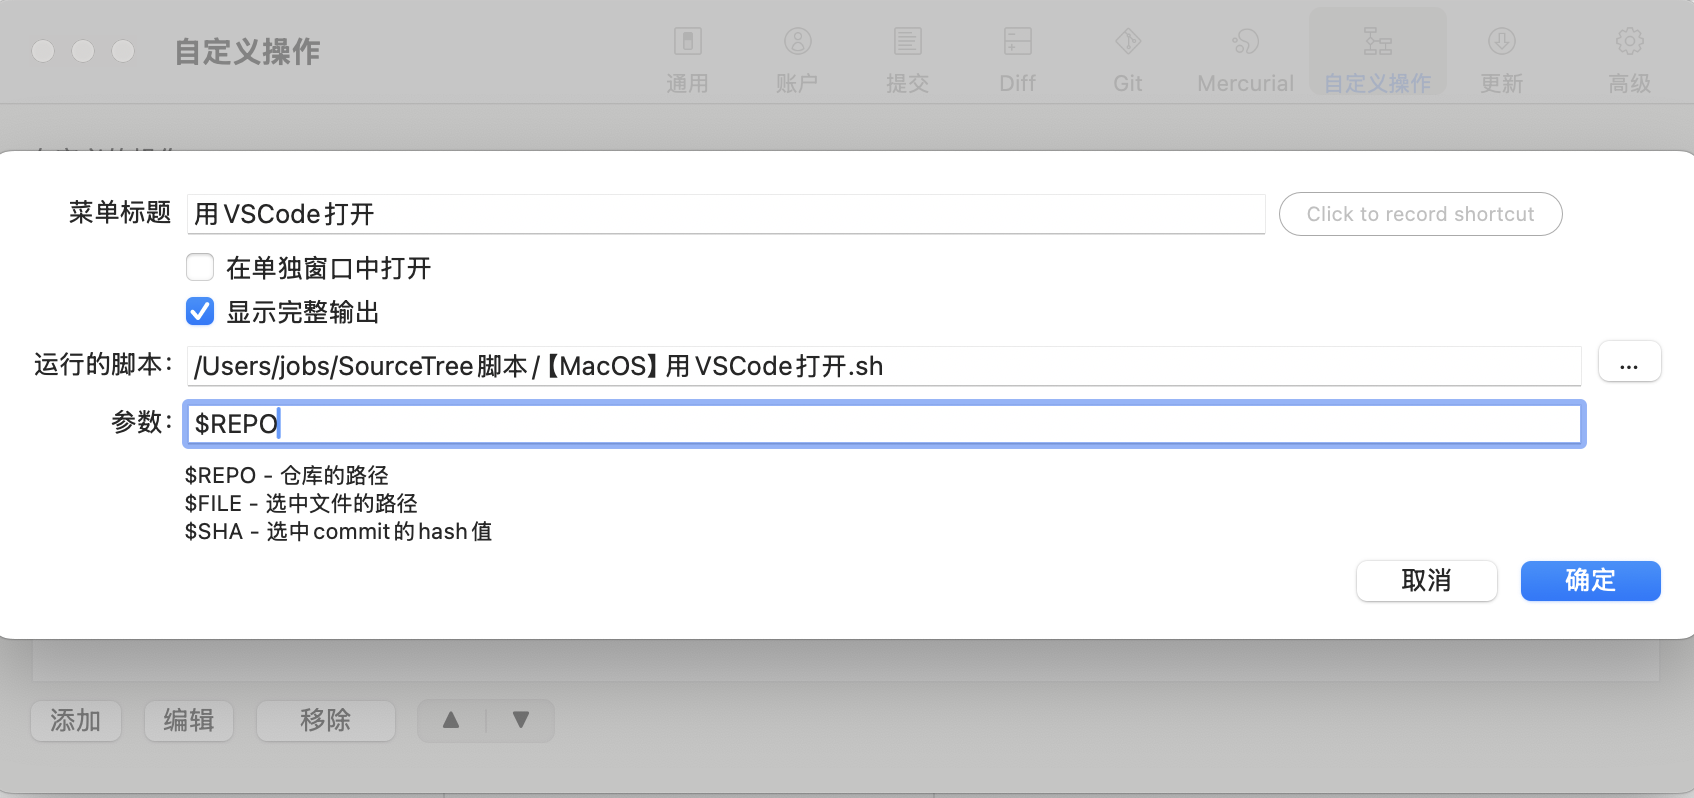 自定义操作
通用
账户
提交
Diff
Git
Mercurial
自定义操作
更新
高级
菜单标题
用VSCode打开
Click to record shortcut
在单独窗口中打开
显示完整输出
运行的脚本:
/Users/jobs/SourceTree脚本/【MacOS】用VSCode打开.sh
...
参数:
$REPO
$REPO - 仓库的路径
$FILE - 选中文件的路径
$SHA - 选中commit的hash值
取消
确定
添加
编辑
移除